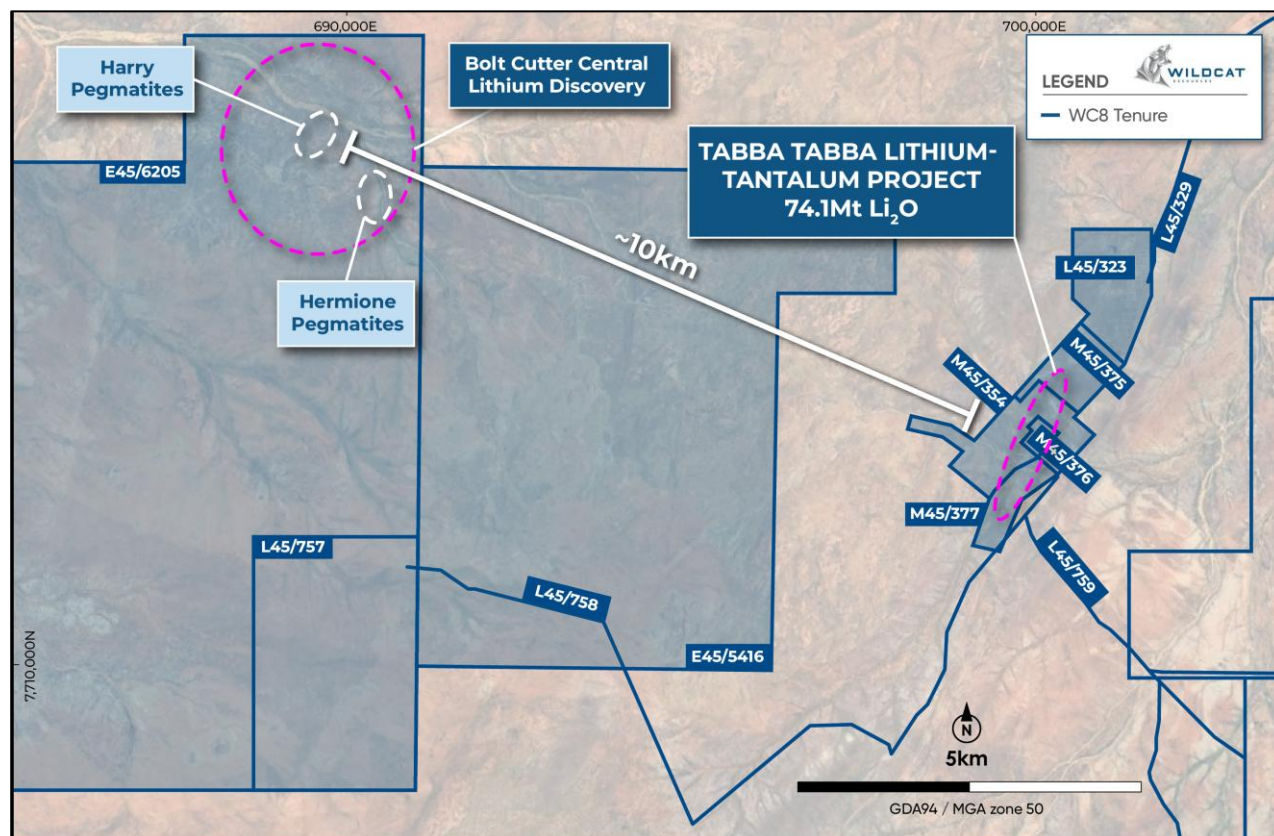 690,000E
700,000E
Harry
Pegmatites
Bolt Cutter Central
Lithium Discovery
LEGEND
WILDCAT
RESOURCES
WC8 Tenure
E45/6205
TABBA TABBA LITHIUM-
TANTALUM PROJECT
74.1Mt Li₂O
L45/329
~10km
L45/323
Hermione
Pegmatites
M45/354
M45/375
M45/376
M45/377
L45/757
L45/758
L45/759
E45/5416
7,710,000N
N
5km
GDA94 / MGA zone 50